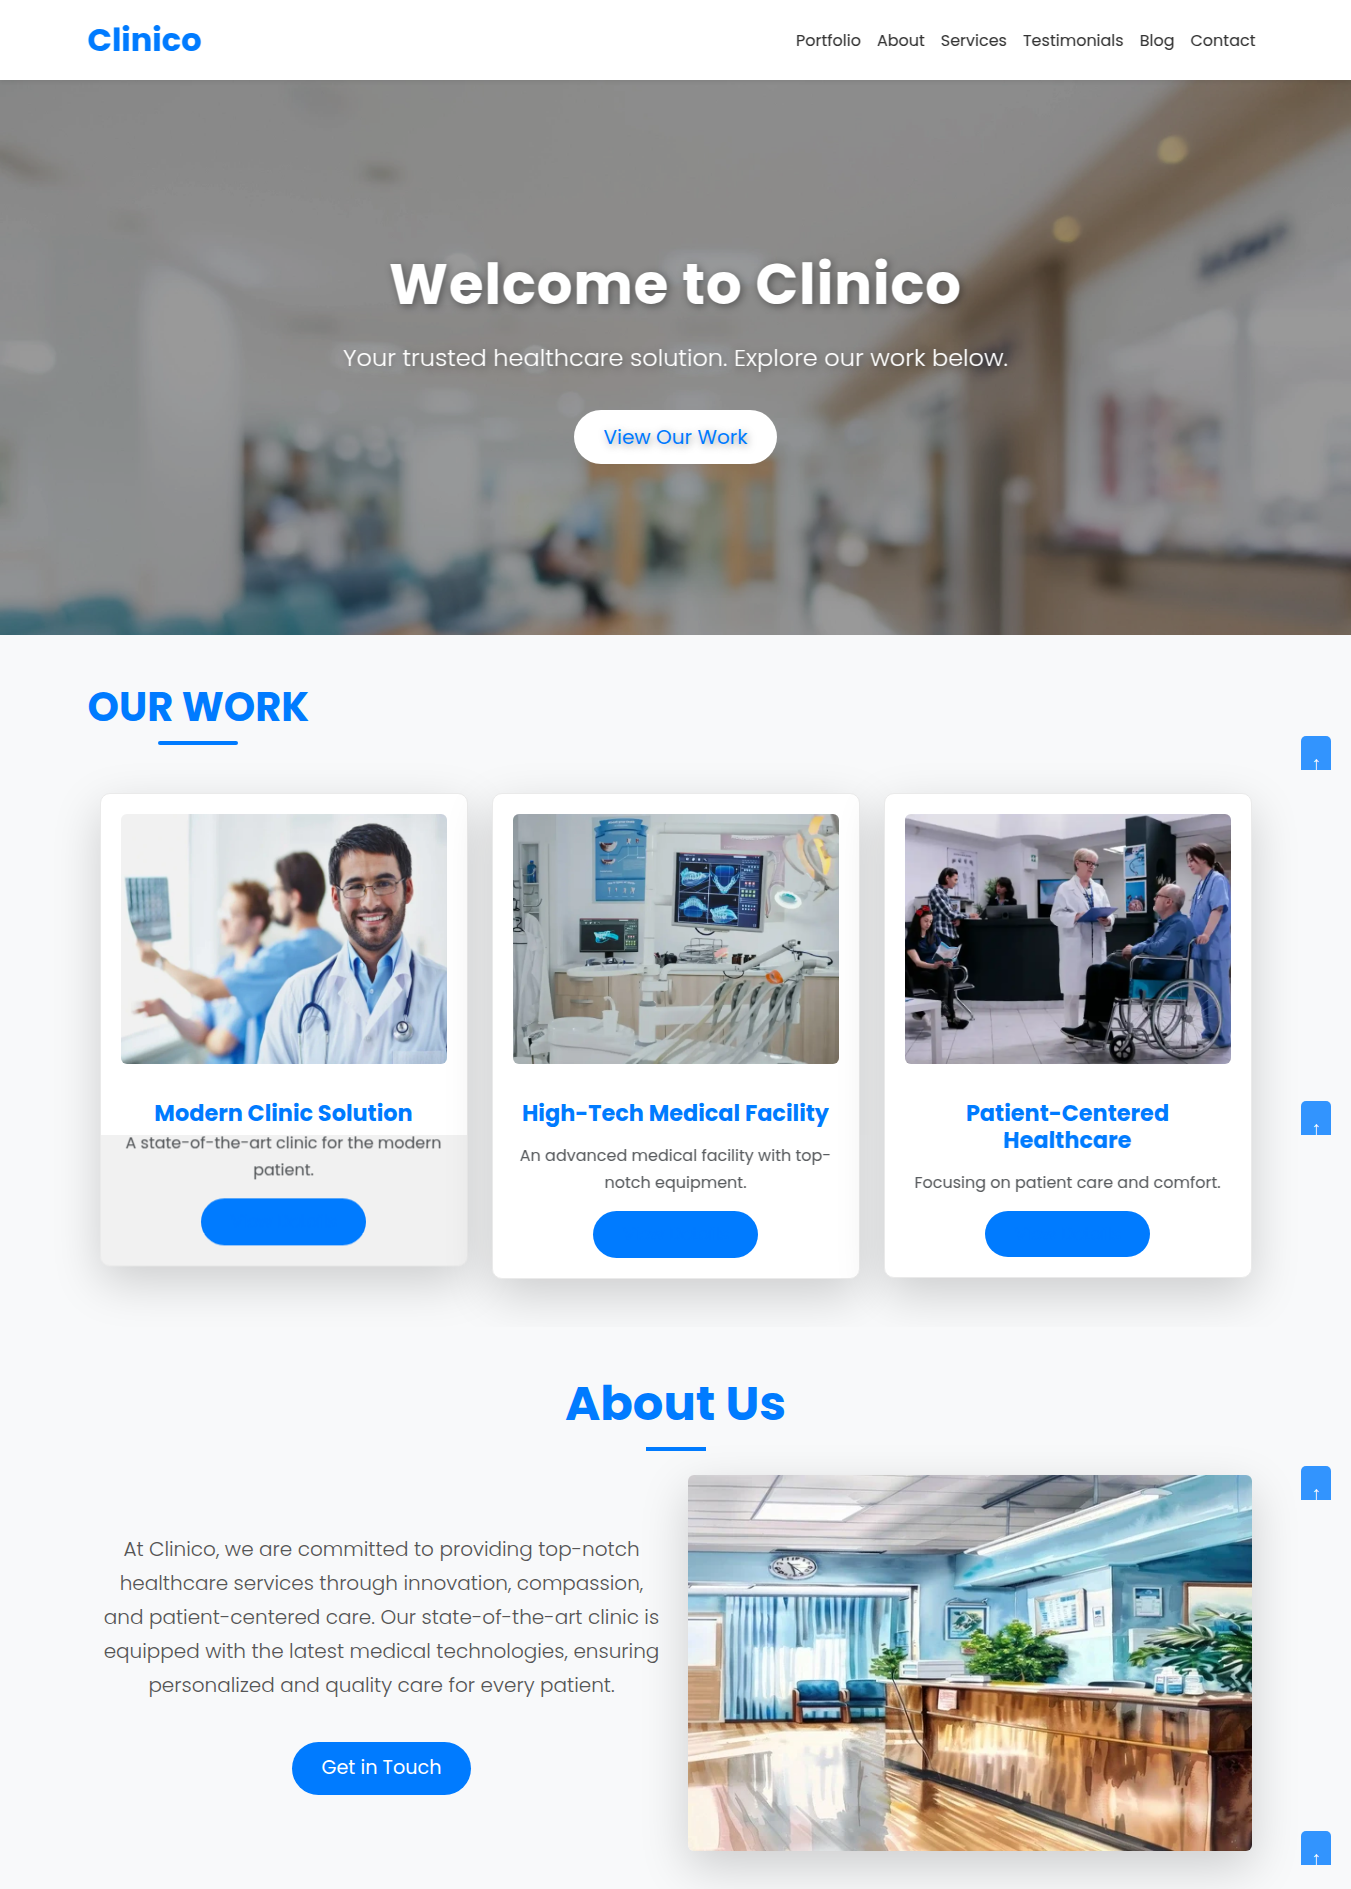 Clinico
Portfolio About Services Testimonials Blog Contact
Welcome to Clinico
Your trusted healthcare solution. Explore our work below.
View Our Work
OUR WORK
↑
Modern Clinic Solution
A state-of-the-art clinic for the modern
patient.
High-Tech Medical Facility
An advanced medical facility with top-
notch equipment.
Patient-Centered
Healthcare
Focusing on patient care and comfort.
↑
About Us
At Clinico, we are committed to providing top-notch
healthcare services through innovation, compassion,
and patient-centered care. Our state-of-the-art clinic is
equipped with the latest medical technologies, ensuring
personalized and quality care for every patient.
Get in Touch
↑
↑